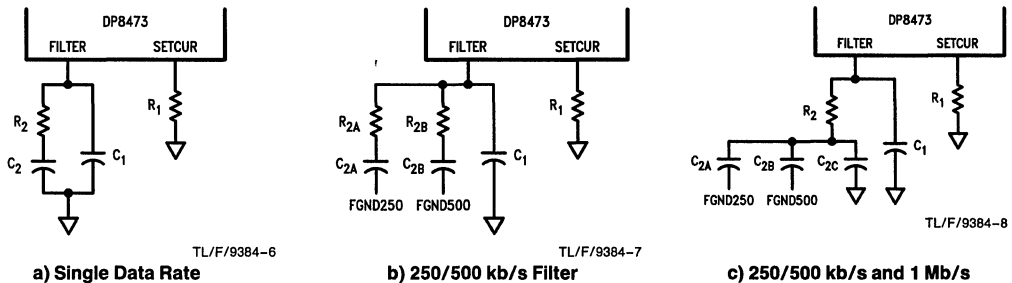 DP8473
FILTER SETCUR
R2
R1
C2
C1
TL/F/9384-6
a) Single Data Rate
DP8473
FILTER SETCUR
R2A
R2B
R1
C2A
C2B
C1
FGND250 FGND500
TL/F/9384-7
b) 250/500 kb/s Filter
DP8473
FILTER SETCUR
R2
R1
C2A
C2B
C2C
C1
FGND250 FGND500
TL/F/9384-8
c) 250/500 kb/s and 1 Mb/s